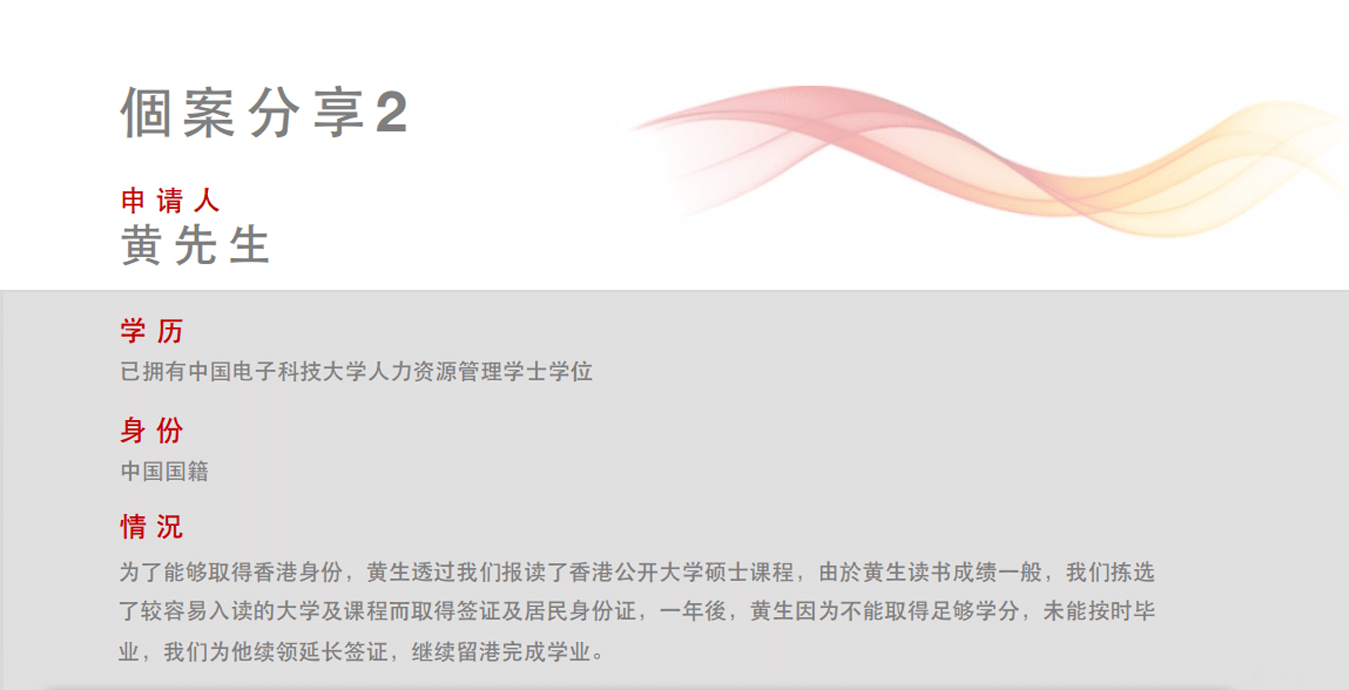 個案分享2
申请人
黄先生
学历
已拥有中国电子科技大学人力资源管理学士学位
身份
中国国籍
情况
为了能够取得香港身份，黄生透过我们报读了香港公开大学硕士课程，由於黄生读书成绩一般，我们拣选
了较容易入读的大学及课程而取得签证及居民身份证，一年後，黄生因为不能取得足够学分，未能按时毕
业，我们为他续领延长签证，继续留港完成学业。